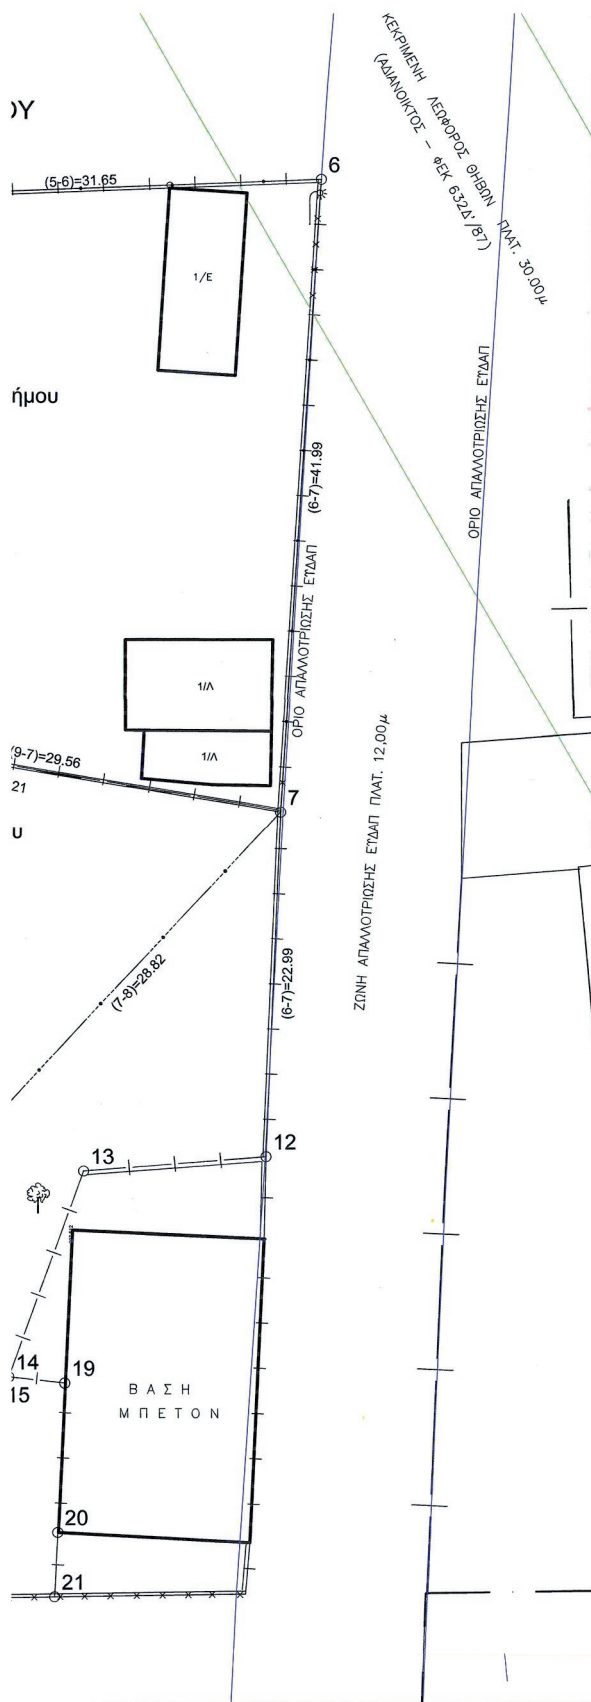 ΚΕΚΡΙΜΕΝΗ ΛΕΩΦΟΡΟΣ ΘΗΒΩΝ ΠΛΑΤ. 30.00μ
(ΑΔΙΑΝΟΙΚΤΟΣ – ΦΕΚ 632Δ'/87)
ΟΥ
6
(5-6)=31.65
1/Ε
ήμου
ΟΡΙΟ ΑΠΑΛΛΟΤΡΙΩΣΗΣ ΕΥΔΑΠ
(6-7)=41.99
ΟΡΙΟ ΑΠΑΛΛΟΤΡΙΩΣΗΣ ΕΥΔΑΠ
1/Λ
1/Λ
(9-7)=29.56
21
7
υ
ΖΩΝΗ ΑΠΑΛΛΟΤΡΙΩΣΗΣ ΕΥΔΑΠ ΠΛΑΤ. 12,00μ
(7-8)=28.82
(6-7)=22.99
12
13
14
15
19
ΒΑΣΗ
ΜΠΕΤΟΝ
20
21